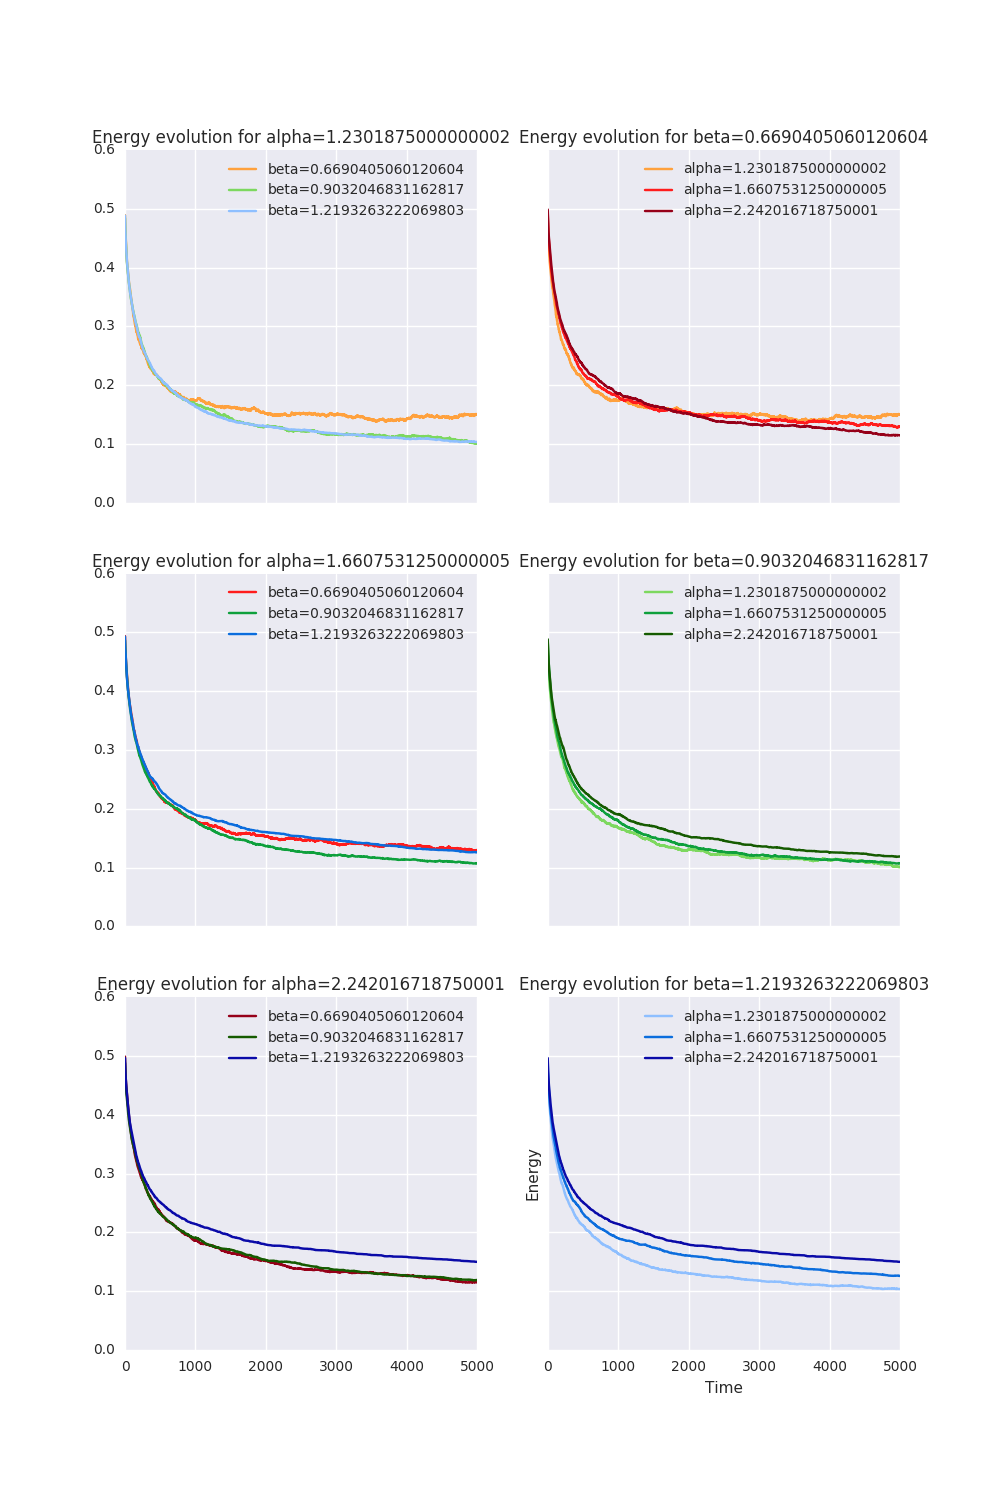 Energy evolution for alpha=1.2301875000000002
0.6
0.5
0.4
0.3
0.2
0.1
0.0
beta=0.6690405060120604
beta=0.9032046831162817
beta=1.2193263222069803
Energy evolution for beta=0.6690405060120604
alpha=1.2301875000000002
alpha=1.6607531250000005
alpha=2.242016718750001
Energy evolution for alpha=1.6607531250000005
0.6
0.5
0.4
0.3
0.2
0.1
0.0
beta=0.6690405060120604
beta=0.9032046831162817
beta=1.2193263222069803
Energy evolution for beta=0.9032046831162817
alpha=1.2301875000000002
alpha=1.6607531250000005
alpha=2.242016718750001
Energy evolution for alpha=2.242016718750001
0.6
0.5
0.4
0.3
0.2
0.1
0.0
beta=0.6690405060120604
beta=0.9032046831162817
beta=1.2193263222069803
0 1000 2000 3000 4000 5000
Energy evolution for beta=1.2193263222069803
alpha=1.2301875000000002
alpha=1.6607531250000005
alpha=2.242016718750001
Energy
0 1000 2000 3000 4000 5000
Time